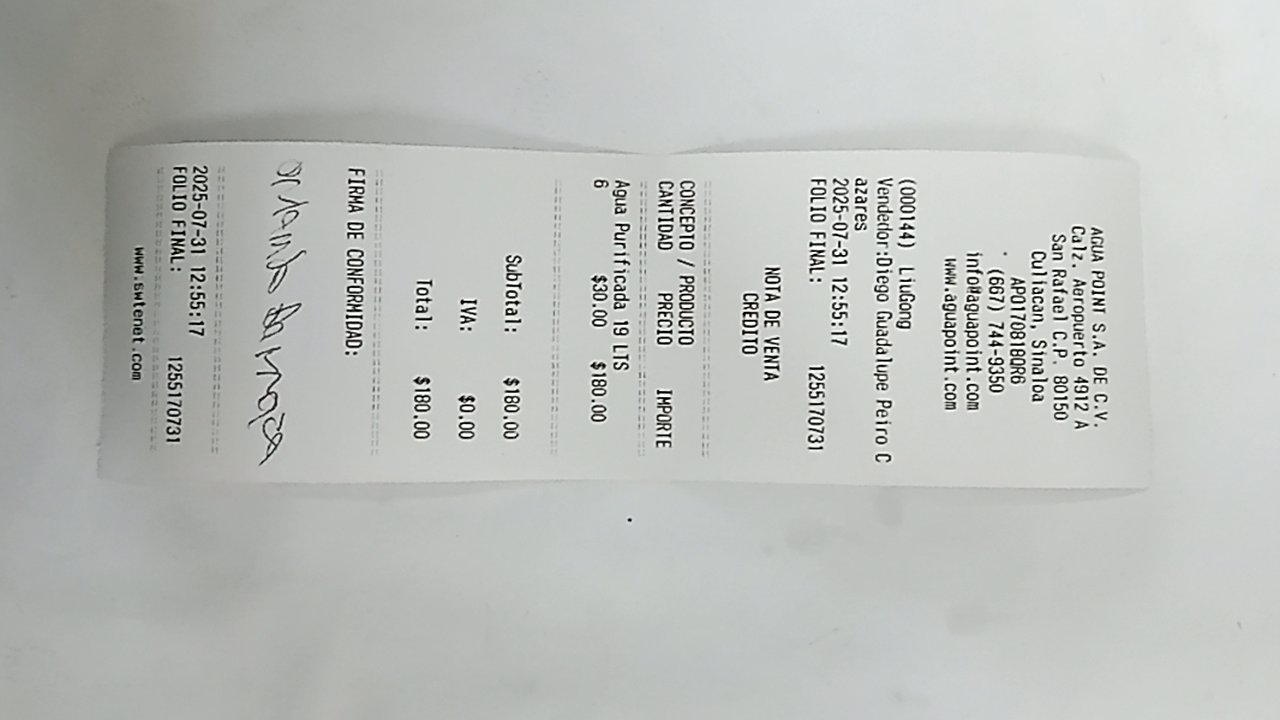 AGUA POINT S.A. DE C.V.
Calz. Aeropuerto 4912 A
San Rafael C.P. 80150
Culiacan, Sinaloa
APO170818QR6
. (667) 744-9350
info@aguapoint.com
www.aguapoint.com
(000144) LiuGong
Vendedor:Diego Guadalupe Peiro C
azares
2025-07-31 12:55:17
FOLIO FINAL: 1255170731
NOTA DE VENTA
CREDITO
CONCEPTO / PRODUCTO
CANTIDAD PRECIO IMPORTE
Agua Purificada 19 LTS
6 $30.00 $180.00
SubTotal: $180.00
IVA: $0.00
Total: $180.00
FIRMA DE CONFORMIDAD:
orlando
2025-07-31 12:55:17
FOLIO FINAL: 1255170731
www.swtenet.com